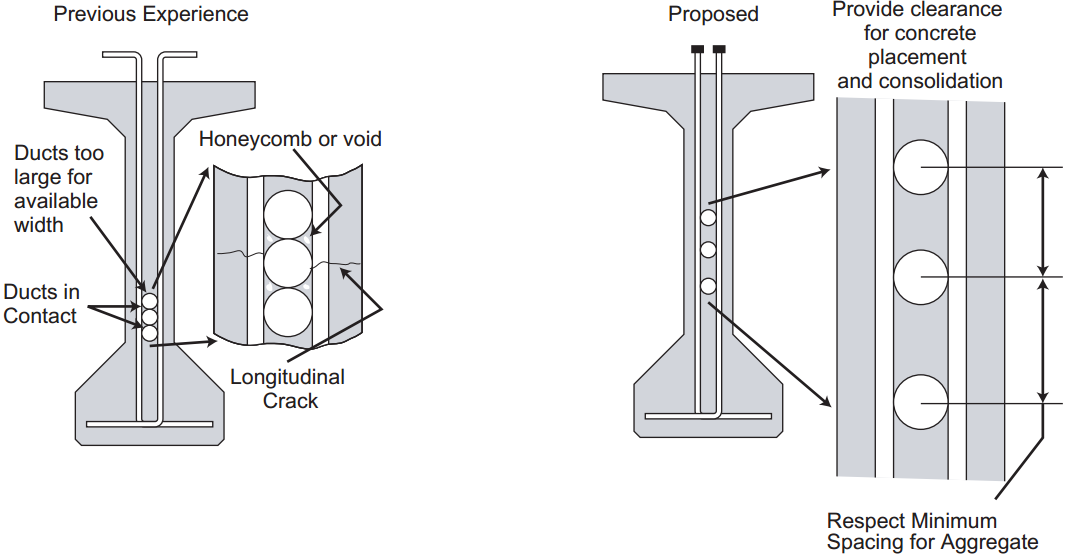 Previous Experience
Ducts too
large for
available
width
Honeycomb or void
Ducts in
Contact
Longitudinal
Crack
Proposed
Provide clearance
for concrete
placement
and consolidation
Respect Minimum
Spacing for Aggregate